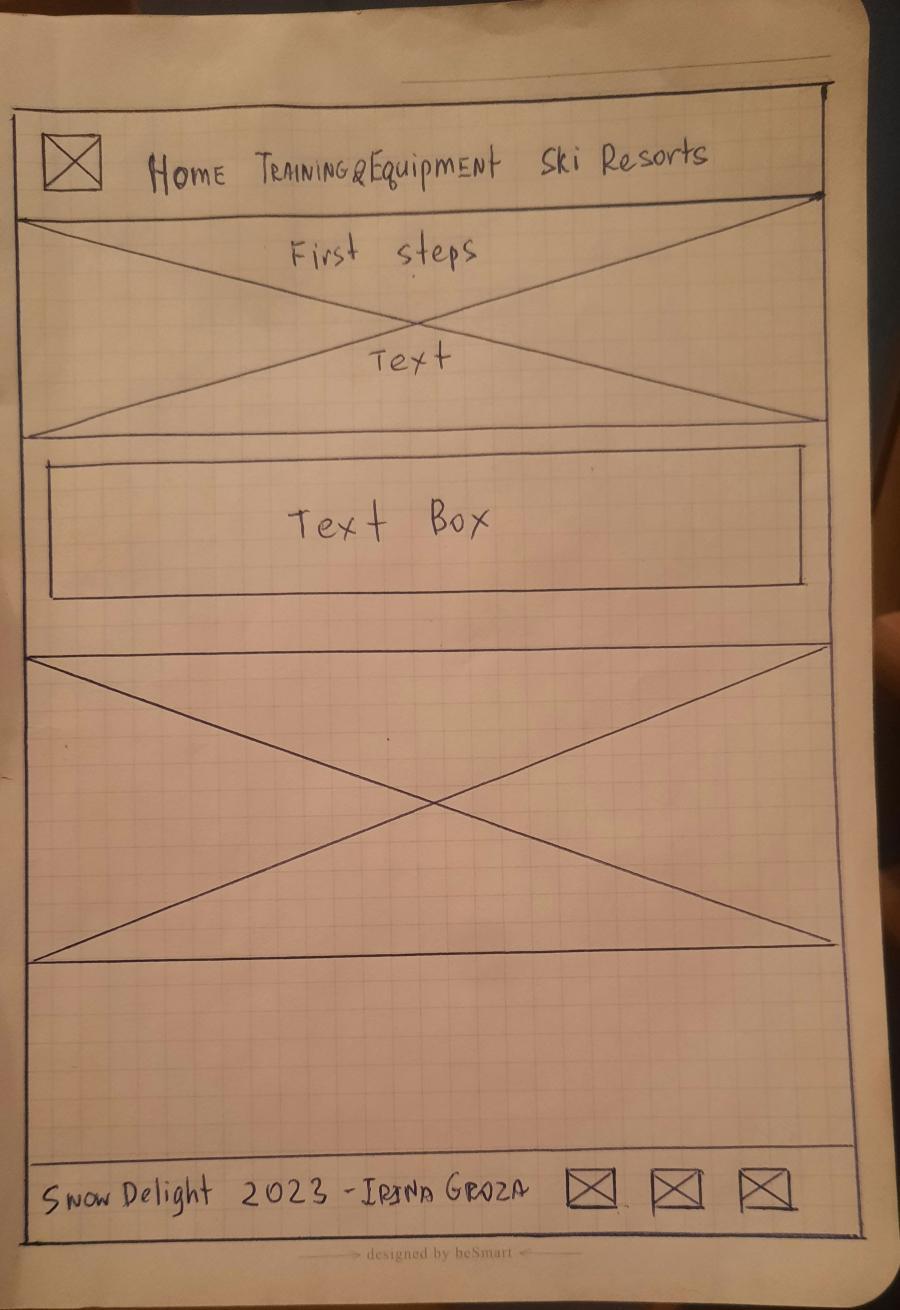 Home Training&Equipment Ski Resorts
First steps
Text
Text Box
Snow Delight 2023 - IRINA GROZA
designed by beSmart